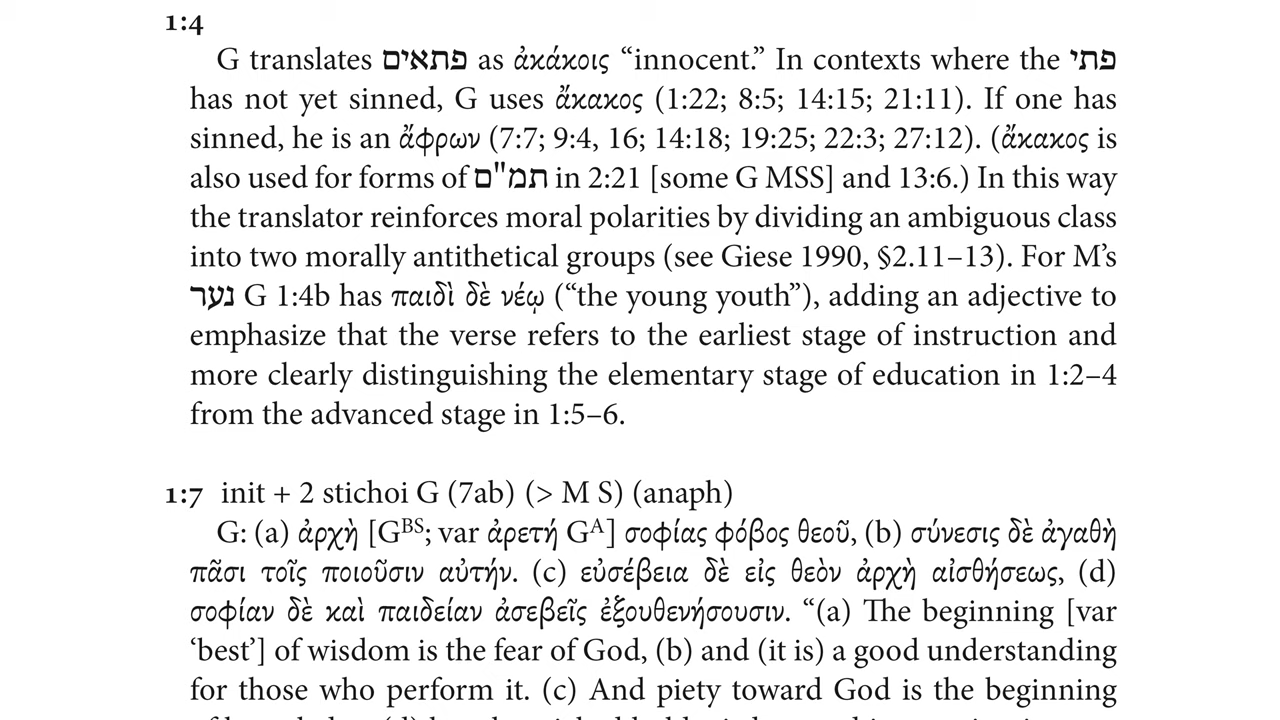 1:4
G translates פתאים as ἀκάκοις “innocent.” In contexts where the פתי
has not yet sinned, G uses ἄκακος (1:22; 8:5; 14:15; 21:11). If one has
sinned, he is an ἄφρων (7:7; 9:4, 16; 14:18; 19:25; 22:3; 27:12). (ἄκακος is
also used for forms of תמ"ם in 2:21 [some G MSS] and 13:6.) In this way
the translator reinforces moral polarities by dividing an ambiguous class
into two morally antithetical groups (see Giese 1990, §2.11–13). For M’s
נער G 1:4b has παιδὶ δὲ νέῳ (“the young youth”), adding an adjective to
emphasize that the verse refers to the earliest stage of instruction and
more clearly distinguishing the elementary stage of education in 1:2–4
from the advanced stage in 1:5–6.
1:7 init + 2 stichoi G (7ab) (> M S) (anaph)
G: (a) ἀρχὴ [Gᴮˢ; var ἀρετή Gᴬ] σοφίας φόβος θεοῦ, (b) σύνεσις δὲ ἀγαθὴ
πᾶσι τοῖς ποιοῦσιν αὐτήν. (c) εὐσέβεια δὲ εἰς θεὸν ἀρχὴ αἰσθήσεως, (d)
σοφίαν δὲ καὶ παιδείαν ἀσεβεῖς ἐξουθενήσουσιν. “(a) The beginning [var
‘best’] of wisdom is the fear of God, (b) and (it is) a good understanding
for those who perform it. (c) And piety toward God is the beginning